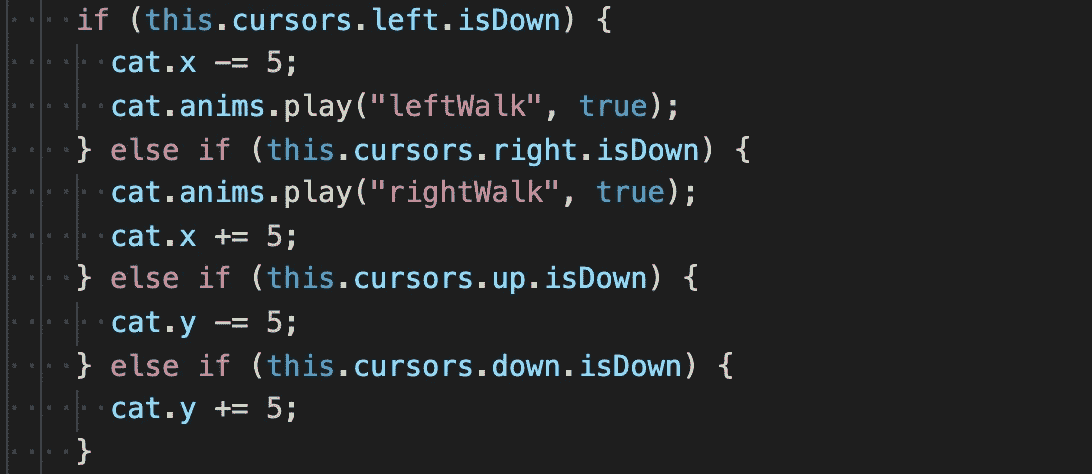 if (this.cursors.left.isDown) {
  cat.x -= 5;
  cat.anims.play("leftWalk", true);
} else if (this.cursors.right.isDown) {
  cat.anims.play("rightWalk", true);
  cat.x += 5;
} else if (this.cursors.up.isDown) {
  cat.y -= 5;
} else if (this.cursors.down.isDown) {
  cat.y += 5;
}